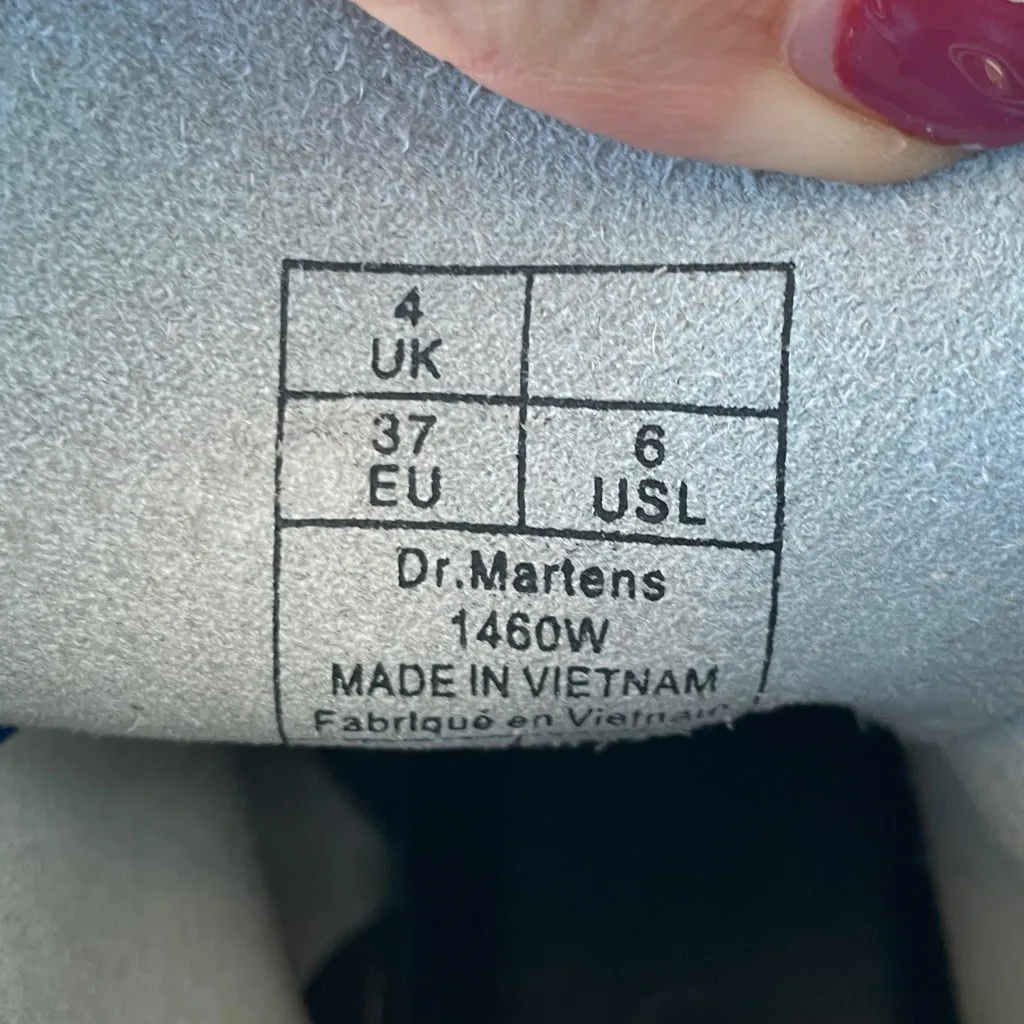 4
UK
37
EU
6
USL
Dr.Martens
1460W
MADE IN VIETNAM
Fabriqué en Vietnam